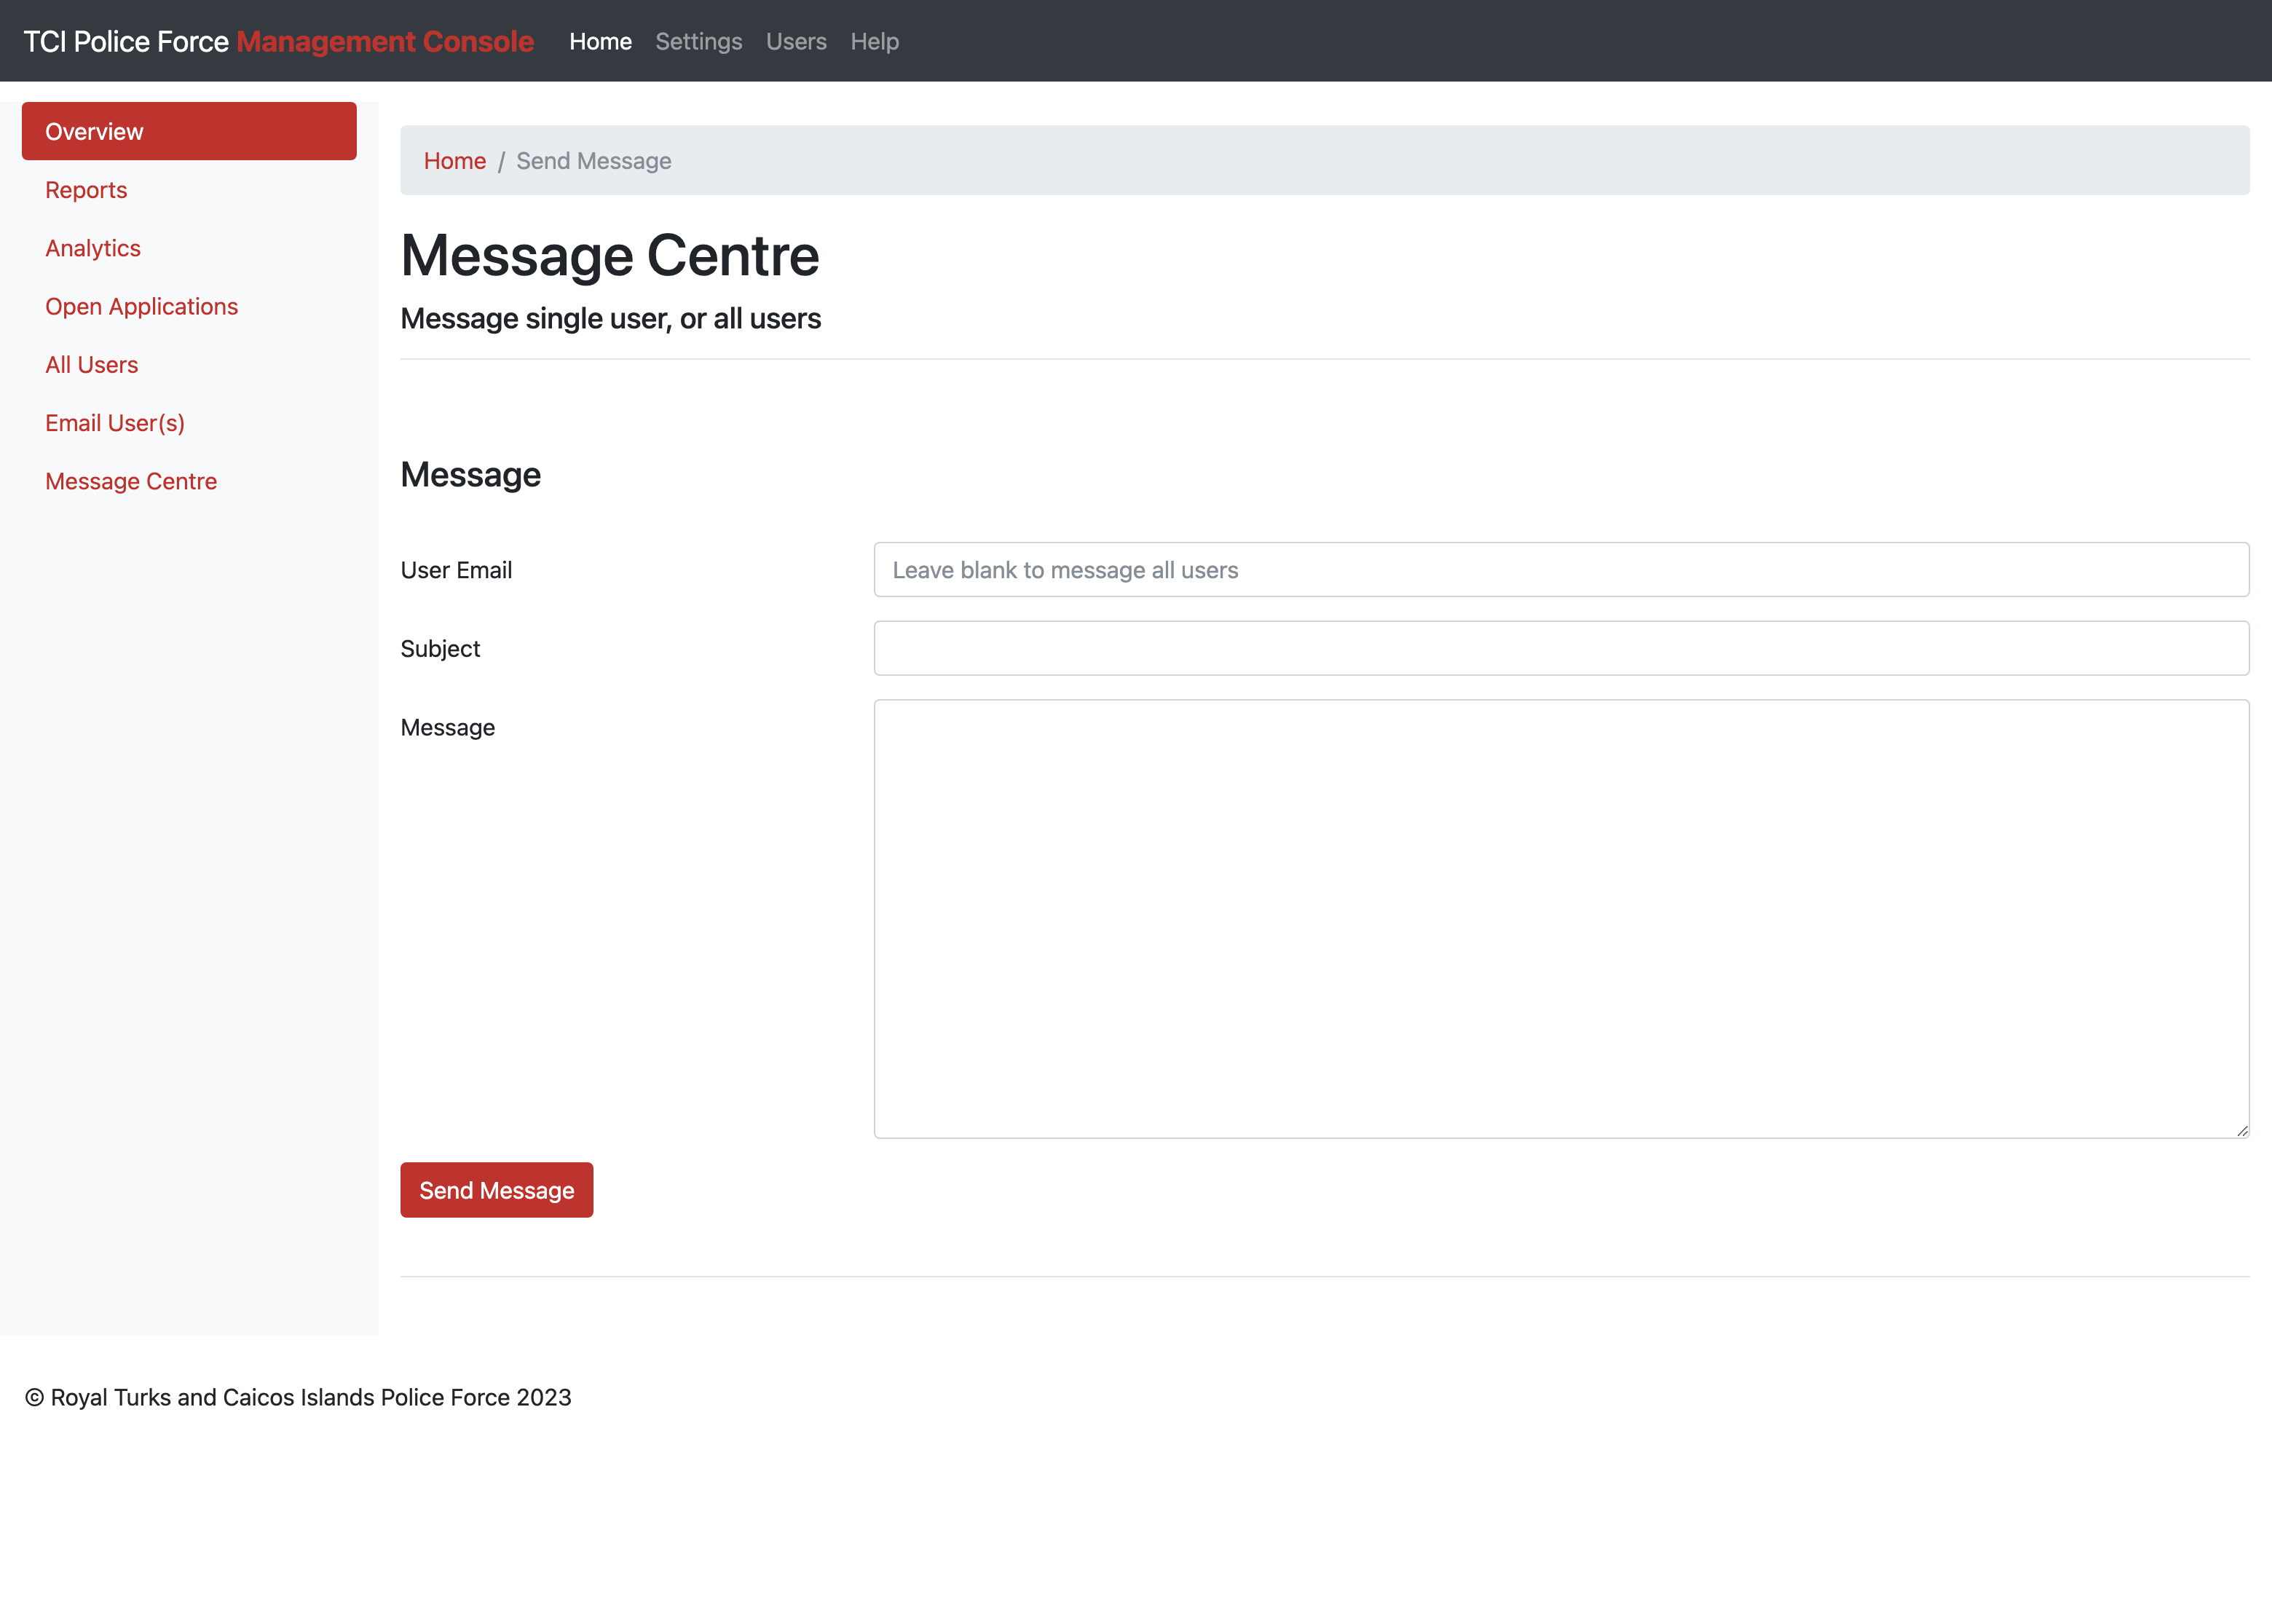 TCI Police Force Management Console Home Settings Users Help
Overview
Reports
Analytics
Open Applications
All Users
Email User(s)
Message Centre
Home / Send Message
Message Centre
Message single user, or all users
Message
User Email
Leave blank to message all users
Subject
Message
Send Message
© Royal Turks and Caicos Islands Police Force 2023